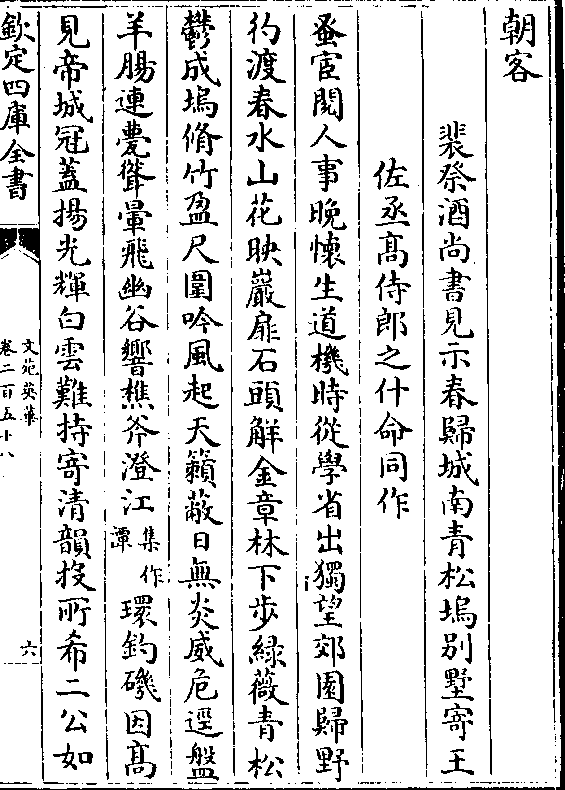 朝客
裴祭酒尚書見示春歸城南青松塢别墅寄王
佐丞髙侍郎之什命同作
蚤宦閲人事晚懐生道機時從學省出獨望郊園歸野
彴渡春水山花映巖扉石頭解金章林下步緑薇青松
鬱成塢脩竹盈尺圍吟風起天籟蔽日無炎威危逕盤
羊腸連甍聳翬飛幽谷響樵斧澄江集作潭環釣磯因髙
見帝城冠蓋揚光輝白雲難持寄清韻投所希二公如
欽定四庫全書
文苑英華
卷二百五十八
六